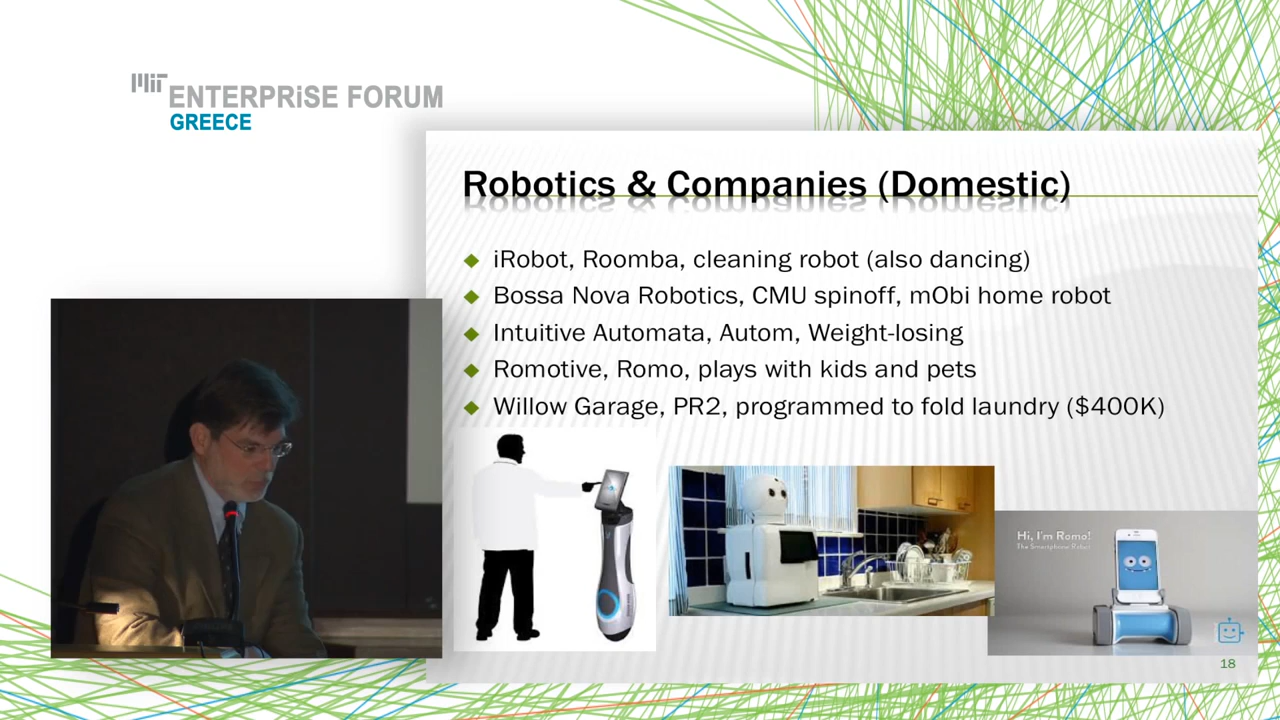 MiT
ENTERPRiSE FORUM
GREECE
Robotics & Companies (Domestic)
iRobot, Roomba, cleaning robot (also dancing)
Bossa Nova Robotics, CMU spinoff, mObi home robot
Intuitive Automata, Autom, Weight-losing
Romotive, Romo, plays with kids and pets
Willow Garage, PR2, programmed to fold laundry ($400K)
Hi, I'm Romo!
The Smartphone Robot
18